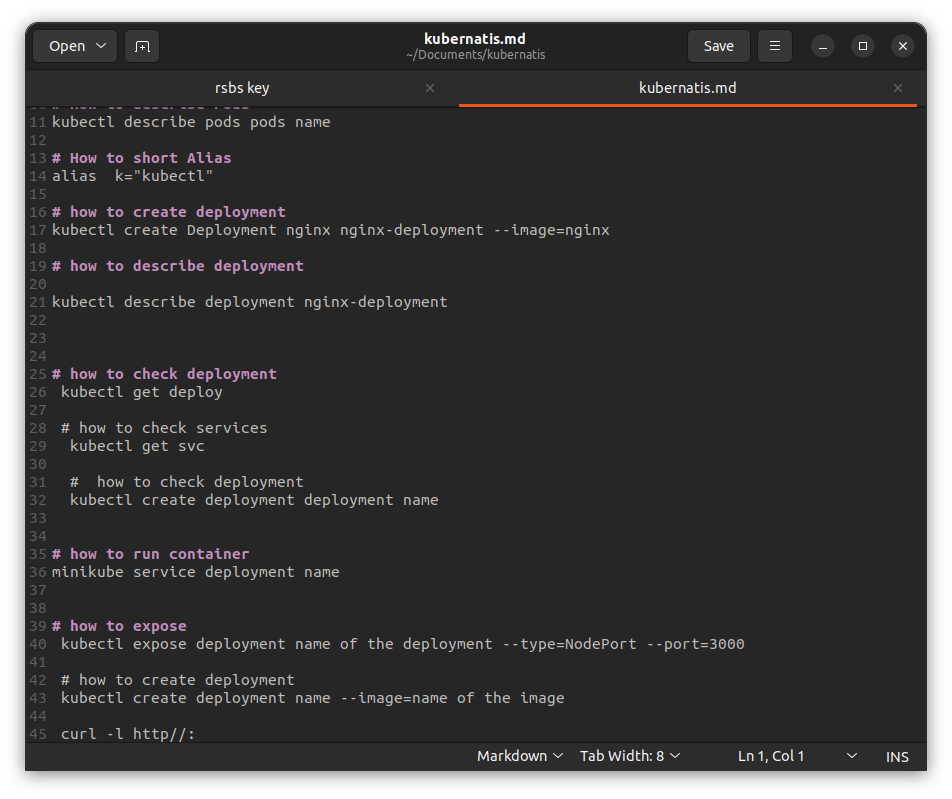 Open
kubernatis.md
~/Documents/kubernatis
Save
rsbs key
kubernatis.md
10 # How to describe Pods
11 kubectl describe pods pods name
12
13 # How to short Alias
14 alias  k="kubectl"
15
16 # how to create deployment
17 kubectl create Deployment nginx nginx-deployment --image=nginx
18
19 # how to describe deployment
20
21 kubectl describe deployment nginx-deployment
22
23
24
25 # how to check deployment
26  kubectl get deploy
27
28  # how to check services
29   kubectl get svc
30
31   #  how to check deployment
32   kubectl create deployment deployment name
33
34
35 # how to run container
36 minikube service deployment name
37
38
39 # how to expose
40  kubectl expose deployment name of the deployment --type=NodePort --port=3000
41
42  # how to create deployment
43  kubectl create deployment name --image=name of the image
44
45  curl -l http//:
Markdown Tab Width: 8 Ln 1, Col 1 INS